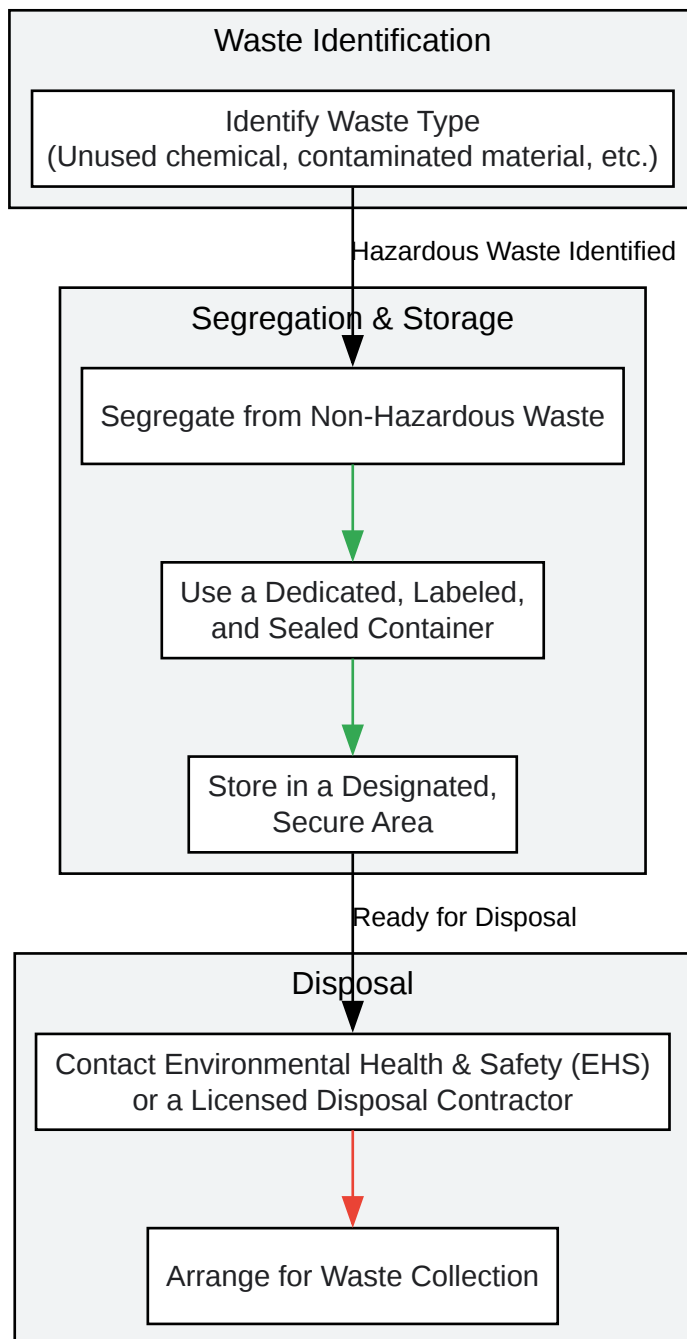 Waste Identification
Identify Waste Type
(Unused chemical, contaminated material, etc.)
Hazardous Waste Identified
Segregation & Storage
Segregate from Non-Hazardous Waste
Use a Dedicated, Labeled,
and Sealed Container
Store in a Designated,
Secure Area
Ready for Disposal
Disposal
Contact Environmental Health & Safety (EHS)
or a Licensed Disposal Contractor
Arrange for Waste Collection